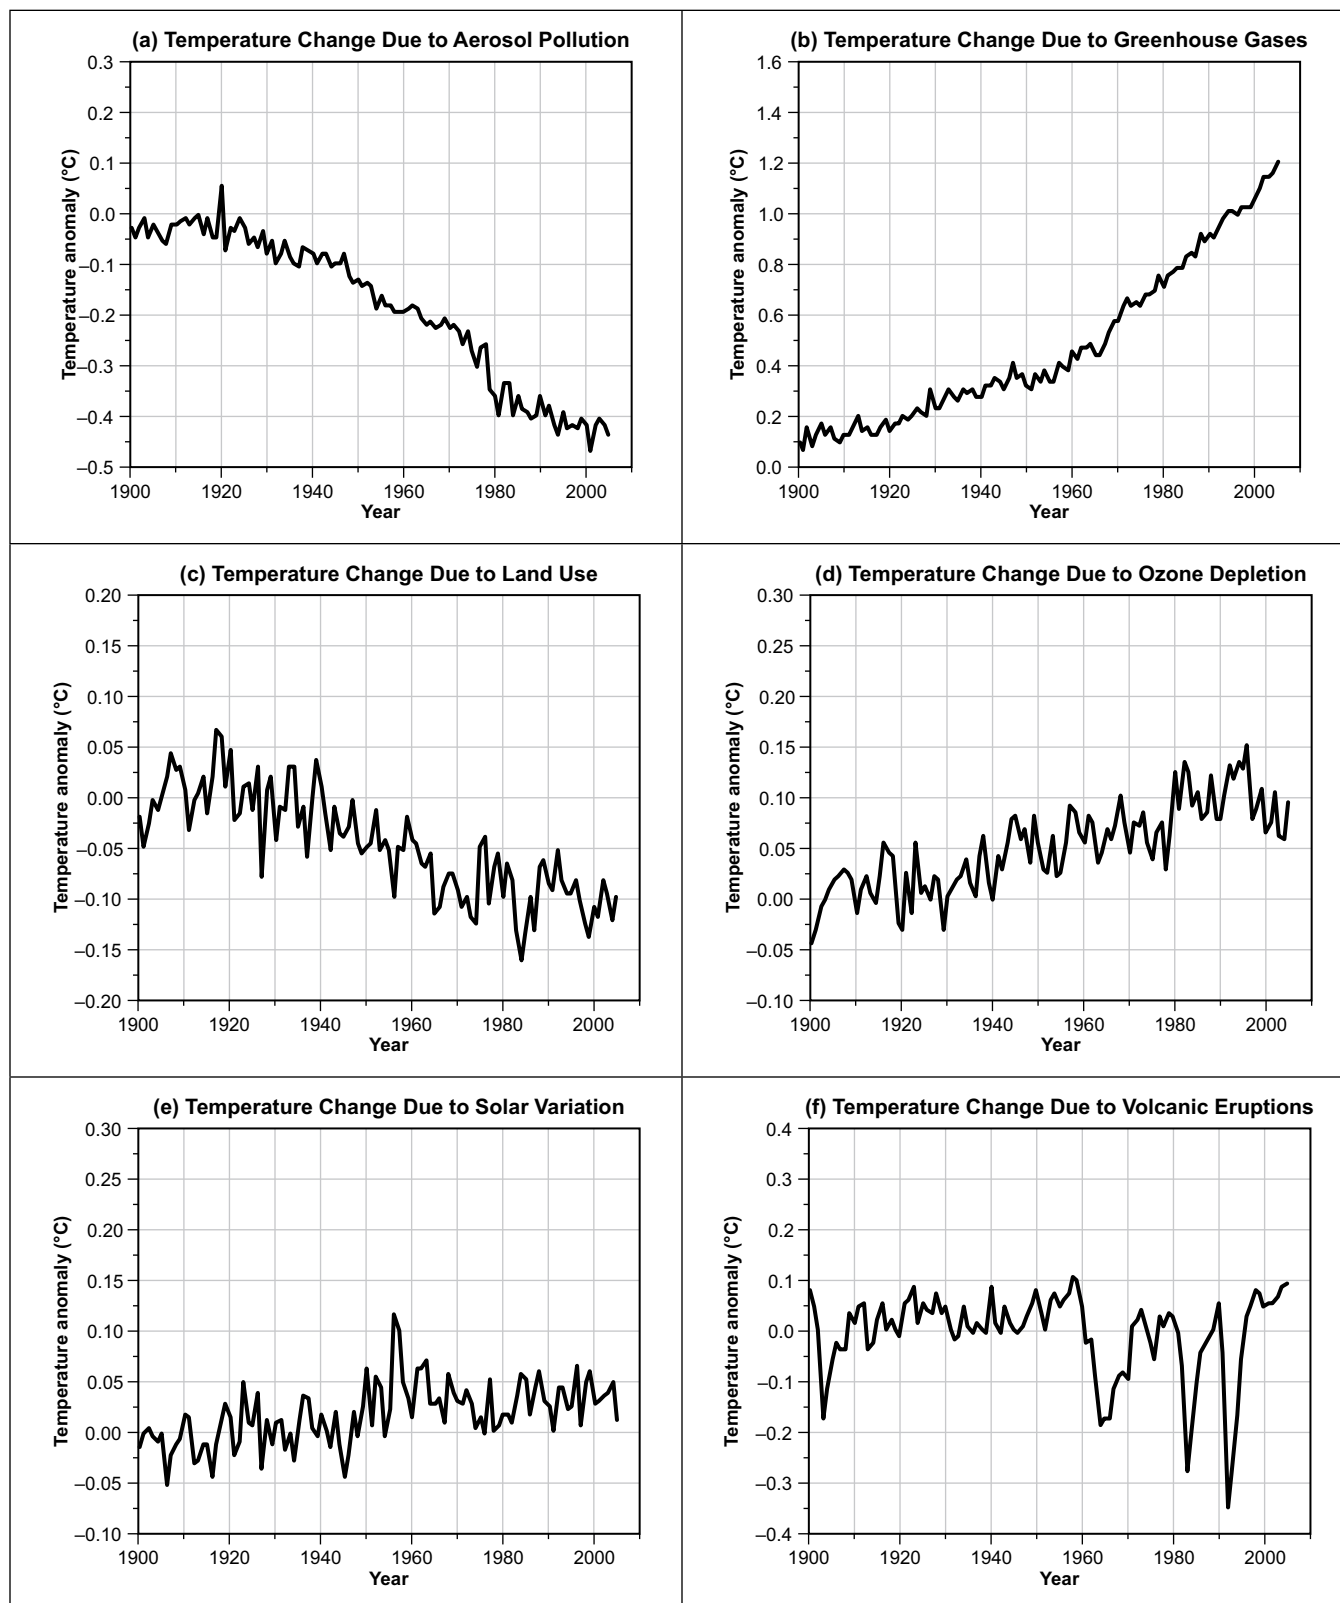 (a) Temperature Change Due to Aerosol Pollution
Temperature anomaly (°C)
0.3
0.2
0.1
0.0
–0.1
–0.2
–0.3
–0.4
–0.5
1900 1920 1940 1960 1980 2000
Year
(b) Temperature Change Due to Greenhouse Gases
Temperature anomaly (°C)
1.6
1.4
1.2
1.0
0.8
0.6
0.4
0.2
0.0
1900 1920 1940 1960 1980 2000
Year
(c) Temperature Change Due to Land Use
Temperature anomaly (°C)
0.20
0.15
0.10
0.05
0.00
–0.05
–0.10
–0.15
–0.20
1900 1920 1940 1960 1980 2000
Year
(d) Temperature Change Due to Ozone Depletion
Temperature anomaly (°C)
0.30
0.25
0.20
0.15
0.10
0.05
0.00
–0.05
–0.10
1900 1920 1940 1960 1980 2000
Year
(e) Temperature Change Due to Solar Variation
Temperature anomaly (°C)
0.30
0.25
0.20
0.15
0.10
0.05
0.00
–0.05
–0.10
1900 1920 1940 1960 1980 2000
Year
(f) Temperature Change Due to Volcanic Eruptions
Temperature anomaly (°C)
0.4
0.3
0.2
0.1
0.0
–0.1
–0.2
–0.3
–0.4
1900 1920 1940 1960 1980 2000
Year